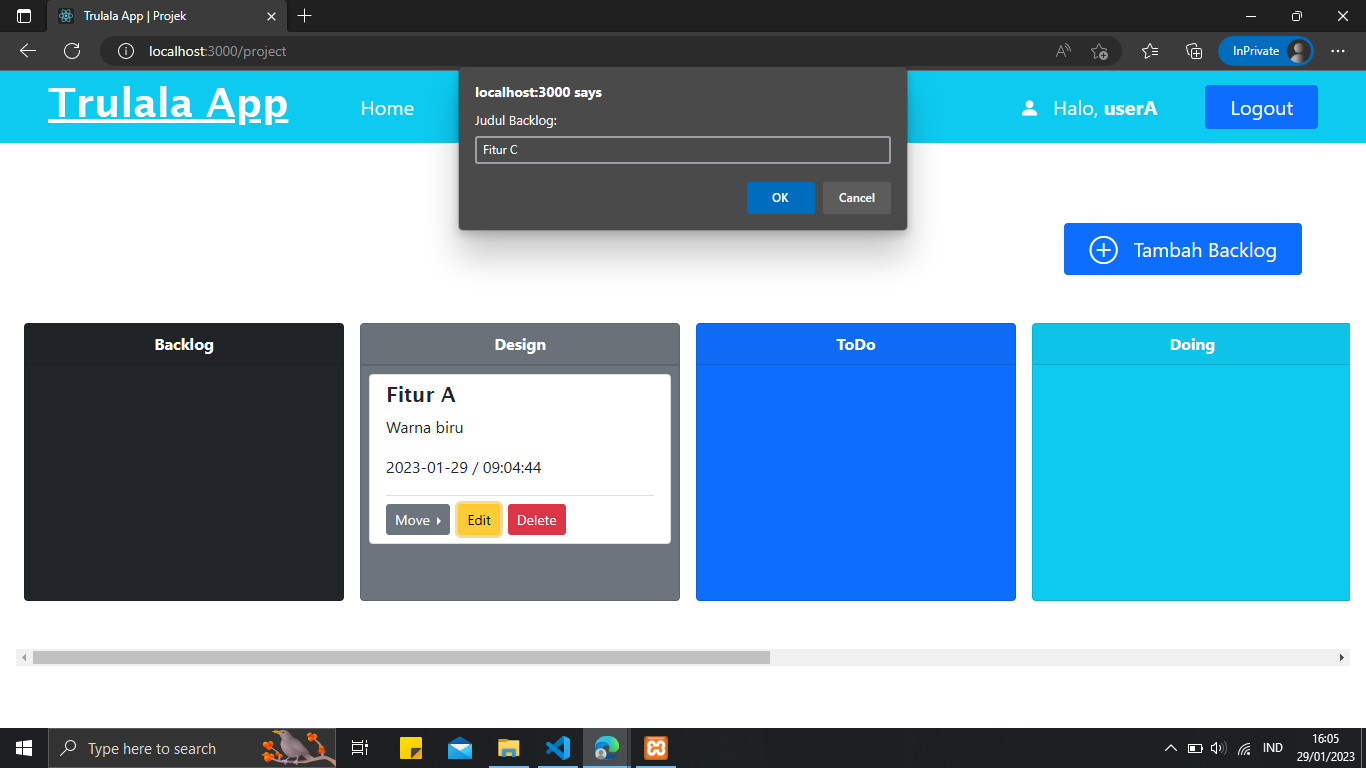 Trulala App | Projek
localhost:3000/project
InPrivate
Trulala App
Home
Halo, userA
Logout
localhost:3000 says
Judul Backlog:
Fitur C
OK
Cancel
Tambah Backlog
Backlog
Design
ToDo
Doing
Fitur A
Warna biru
2023-01-29 / 09:04:44
Move
Edit
Delete
Type here to search
IND
16:05
29/01/2023